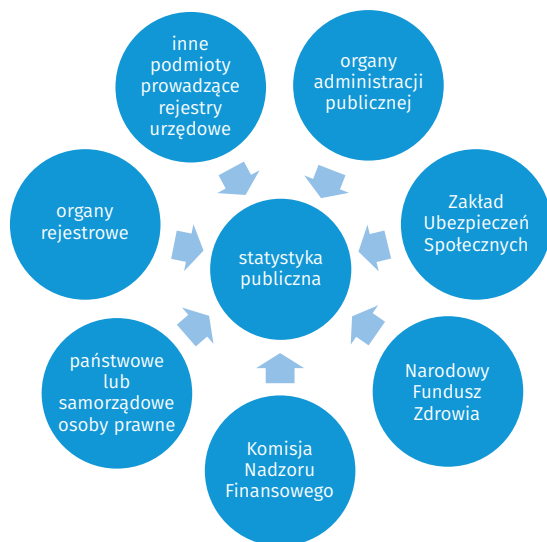 inne
podmioty
prowadzące
rejestry
urzędowe
organy
administracji
publicznej
organy
rejestrowe
Zakład
Ubezpieczeń
Społecznych
statystyka
publiczna
państwowe
lub
samorządowe
osoby prawne
Narodowy
Fundusz
Zdrowia
Komisja
Nadzoru
Finansowego